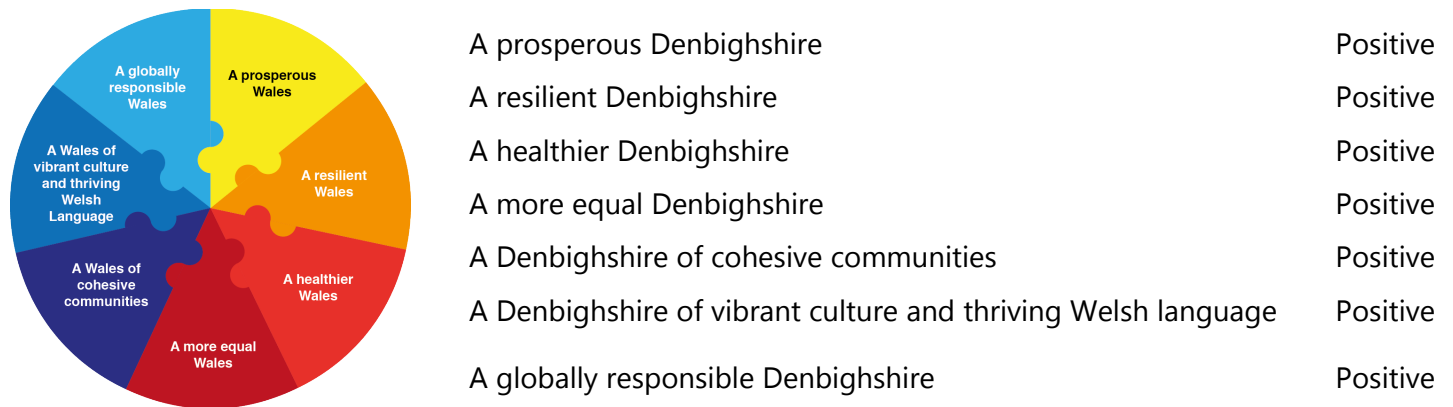 A globally
responsible
Wales
A prosperous
Wales
A resilient
Wales
A healthier
Wales
A more equal
Wales
A Wales of
cohesive
communities
A Wales of
vibrant culture
and thriving
Welsh
Language
A prosperous Denbighshire Positive
A resilient Denbighshire Positive
A healthier Denbighshire Positive
A more equal Denbighshire Positive
A Denbighshire of cohesive communities Positive
A Denbighshire of vibrant culture and thriving Welsh language Positive
A globally responsible Denbighshire Positive